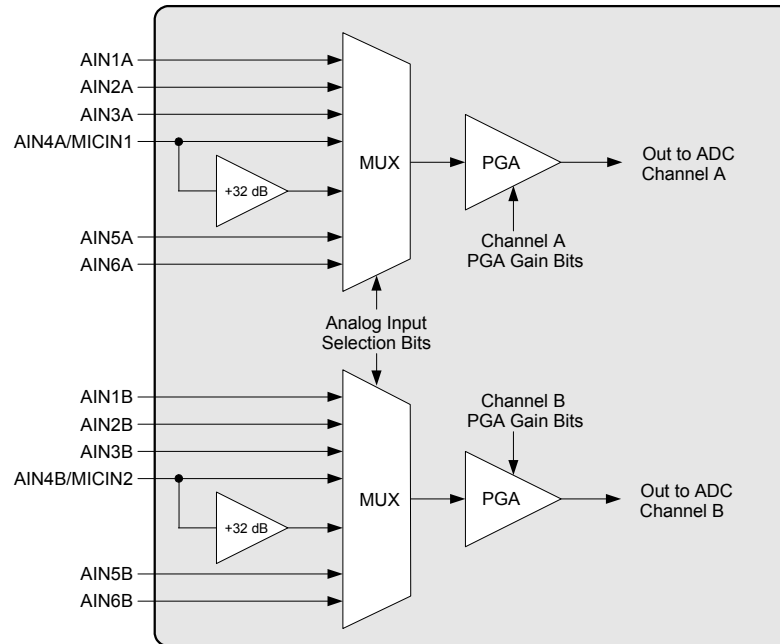 AIN1A
AIN2A
AIN3A
AIN4A/MICIN1
+32 dB
AIN5A
AIN6A
MUX
PGA
Out to ADC
Channel A
Channel A
PGA Gain Bits
Analog Input
Selection Bits
AIN1B
AIN2B
AIN3B
AIN4B/MICIN2
+32 dB
AIN5B
AIN6B
MUX
Channel B
PGA Gain Bits
PGA
Out to ADC
Channel B